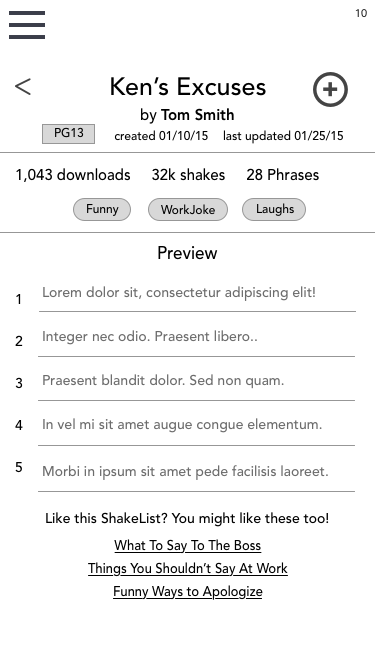 10
<
Ken's Excuses
by Tom Smith
PG13 created 01/10/15 last updated 01/25/15
1,043 downloads 32k shakes 28 Phrases
Funny WorkJoke Laughs
Preview
1 Lorem dolor sit, consectetur adipiscing elit!
2 Integer nec odio. Praesent libero..
3 Praesent blandit dolor. Sed non quam.
4 In vel mi sit amet augue congue elementum.
5 Morbi in ipsum sit amet pede facilisis laoreet.
Like this ShakeList? You might like these too!
What To Say To The Boss
Things You Shouldn't Say At Work
Funny Ways to Apologize